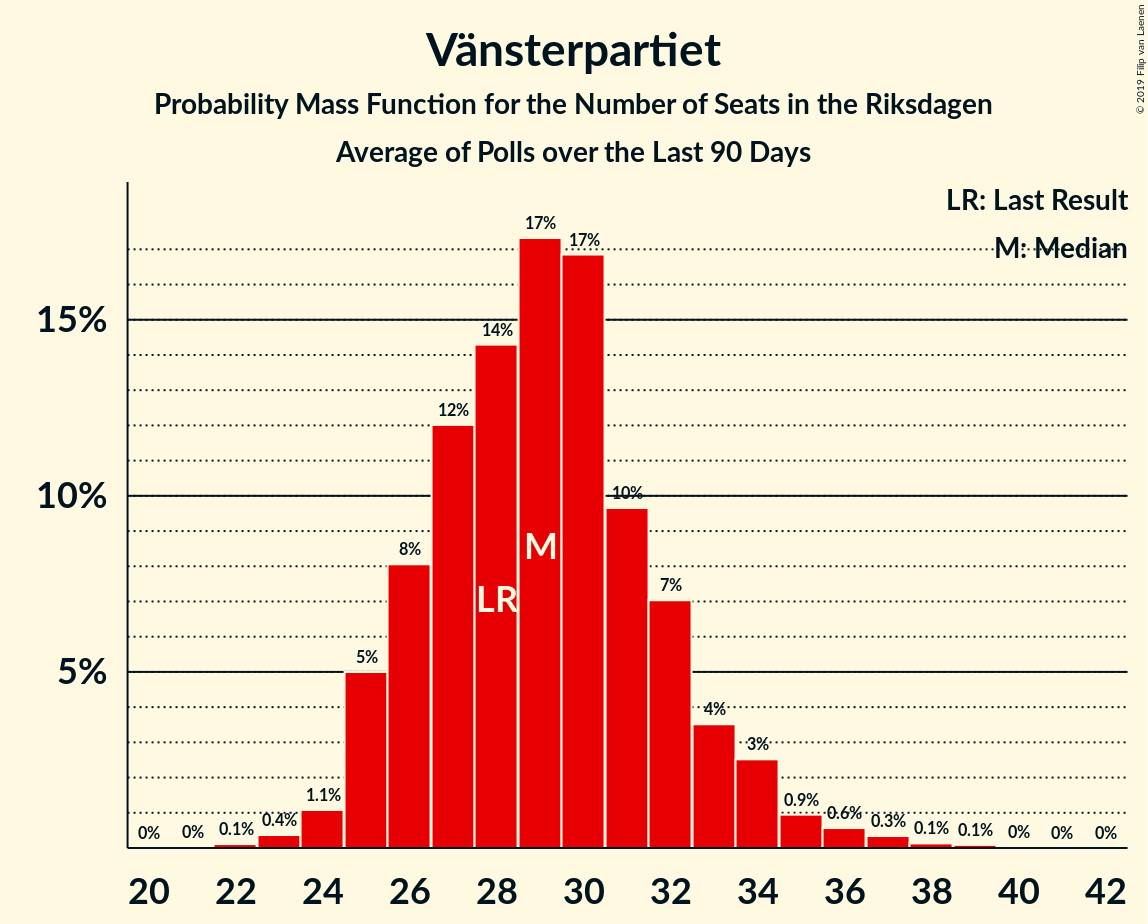 Vänsterpartiet
Probability Mass Function for the Number of Seats in the Riksdagen
Average of Polls over the Last 90 Days
© 2019 Filip van Laenen
LR: Last Result
M: Median
15%
10%
5%
0% 0% 0.1% 0.4% 1.1% 5% 8% 12% 14% 17% 17% 10% 7% 4% 3% 0.9% 0.6% 0.3% 0.1% 0.1% 0% 0% 0%
M
LR
20 22 24 26 28 30 32 34 36 38 40 42